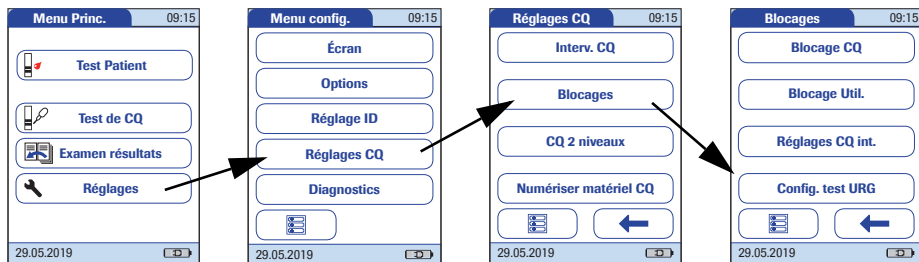 Menu Princ. 09:15
Test Patient
Test de CQ
Examen résultats
Réglages
29.05.2019
Menu config. 09:15
Écran
Options
Réglage ID
Réglages CQ
Diagnostics
29.05.2019
Réglages CQ 09:15
Interv. CQ
Blocages
CQ 2 niveaux
Numériser matériel CQ
29.05.2019
Blocages 09:15
Blocage CQ
Blocage Util.
Réglages CQ int.
Config. test URG
29.05.2019